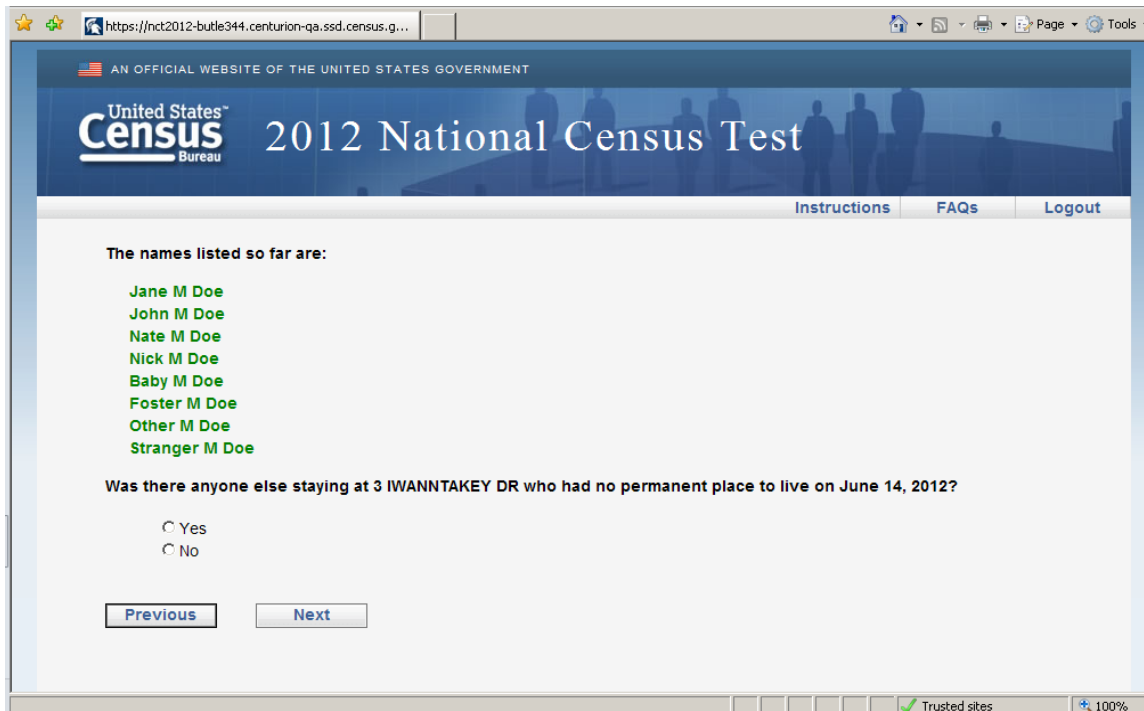 https://nct2012-butle344.centurion-qa.ssd.census.g...
Page Tools
AN OFFICIAL WEBSITE OF THE UNITED STATES GOVERNMENT
United States™
Census
Bureau
2012 National Census Test
Instructions FAQs Logout
The names listed so far are:
Jane M Doe
John M Doe
Nate M Doe
Nick M Doe
Baby M Doe
Foster M Doe
Other M Doe
Stranger M Doe
Was there anyone else staying at 3 IWANNTAKEY DR who had no permanent place to live on June 14, 2012?
Yes
No
Previous Next
Trusted sites 100%